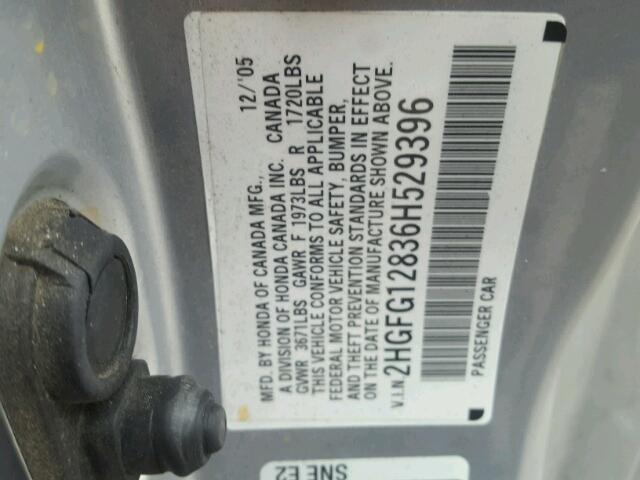 MFD. BY HONDA OF CANADA MFG., 12/'05
A DIVISION OF HONDA CANADA INC. CANADA
GVWR 3671LBS GAWR F 1973LBS R 1720LBS
THIS VEHICLE CONFORMS TO ALL APPLICABLE
FEDERAL MOTOR VEHICLE SAFETY, BUMPER,
AND THEFT PREVENTION STANDARDS IN EFFECT
ON THE DATE OF MANUFACTURE SHOWN ABOVE.
V.I.N. 2HGFG12836H529396
PASSENGER CAR